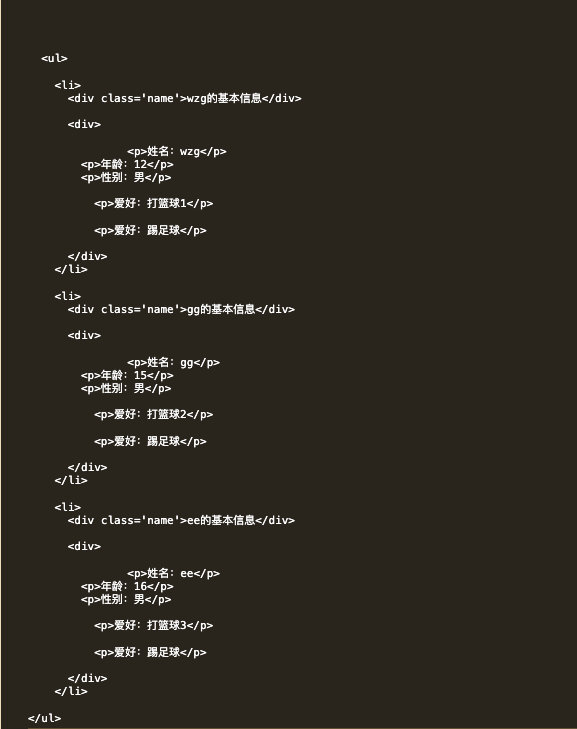 <ul>
<li>
<div class='name'>wzg的基本信息</div>
<div>
<p>姓名：wzg</p>
<p>年龄：12</p>
<p>性别：男</p>
<p>爱好：打篮球1</p>
<p>爱好：踢足球</p>
</div>
</li>
<li>
<div class='name'>gg的基本信息</div>
<div>
<p>姓名：gg</p>
<p>年龄：15</p>
<p>性别：男</p>
<p>爱好：打篮球2</p>
<p>爱好：踢足球</p>
</div>
</li>
<li>
<div class='name'>ee的基本信息</div>
<div>
<p>姓名：ee</p>
<p>年龄：16</p>
<p>性别：男</p>
<p>爱好：打篮球3</p>
<p>爱好：踢足球</p>
</div>
</li>
</ul>